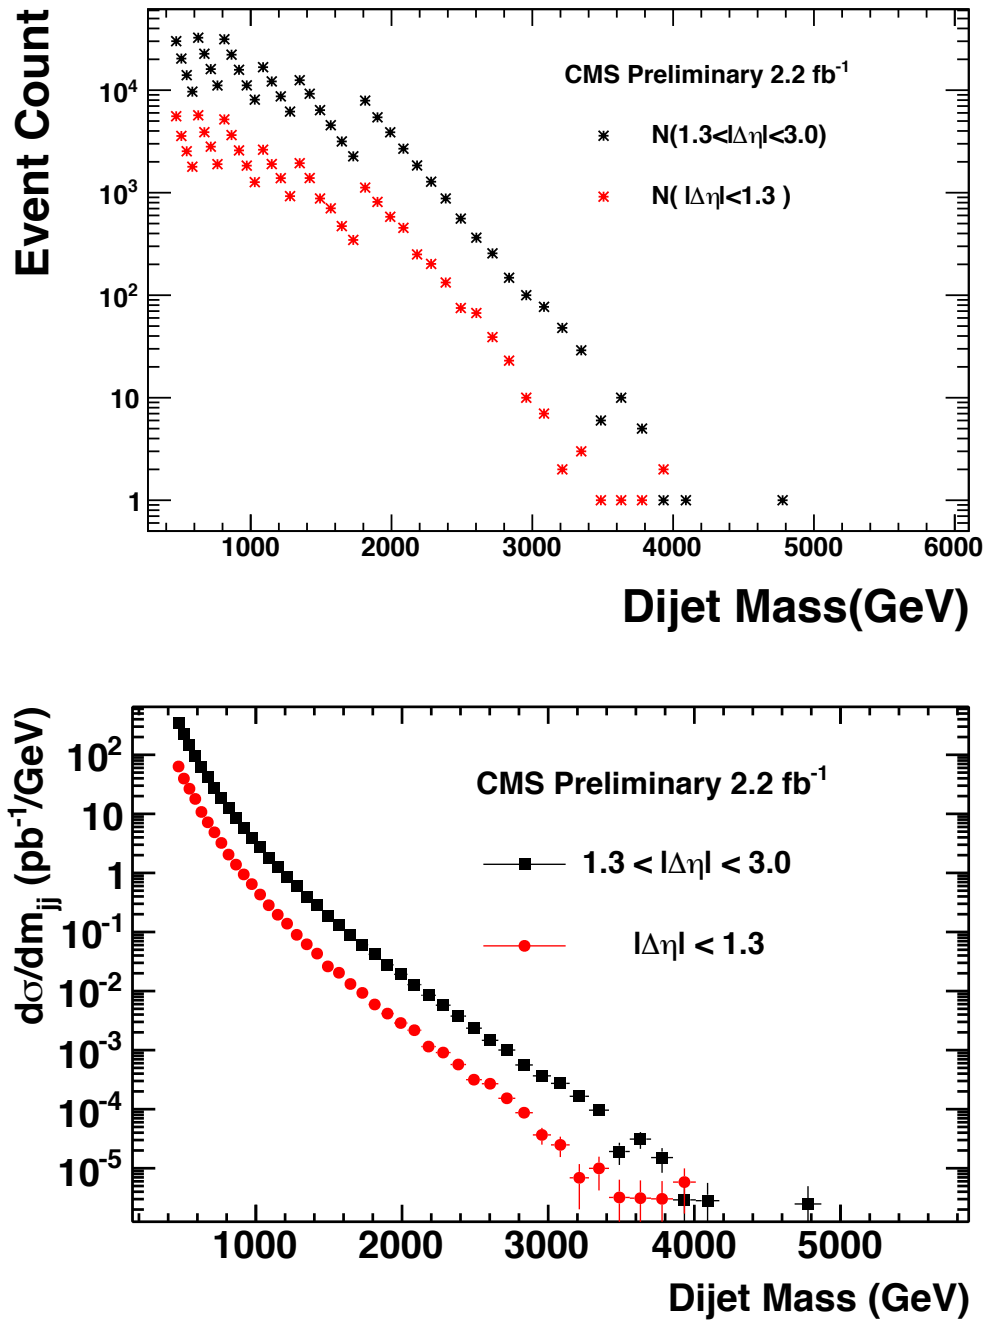 Event Count
10⁴
10³
10²
10
1
CMS Preliminary 2.2 fb⁻¹
N(1.3<|Δη|<3.0)
N( |Δη|<1.3 )
1000 2000 3000 4000 5000 6000
Dijet Mass(GeV)
dσ/dm_jj (pb⁻¹/GeV)
10²
10
1
10⁻¹
10⁻²
10⁻³
10⁻⁴
10⁻⁵
CMS Preliminary 2.2 fb⁻¹
1.3 < |Δη| < 3.0
|Δη| < 1.3
1000 2000 3000 4000 5000
Dijet Mass (GeV)